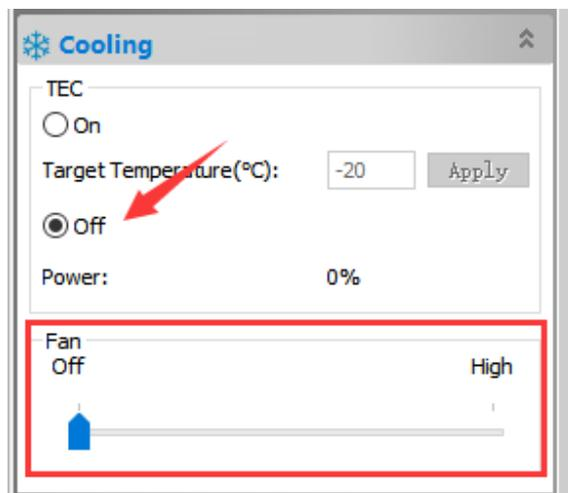 Cooling
TEC
On
Target Temperature(°C): -20 Apply
Off
Power: 0%
Fan
Off High